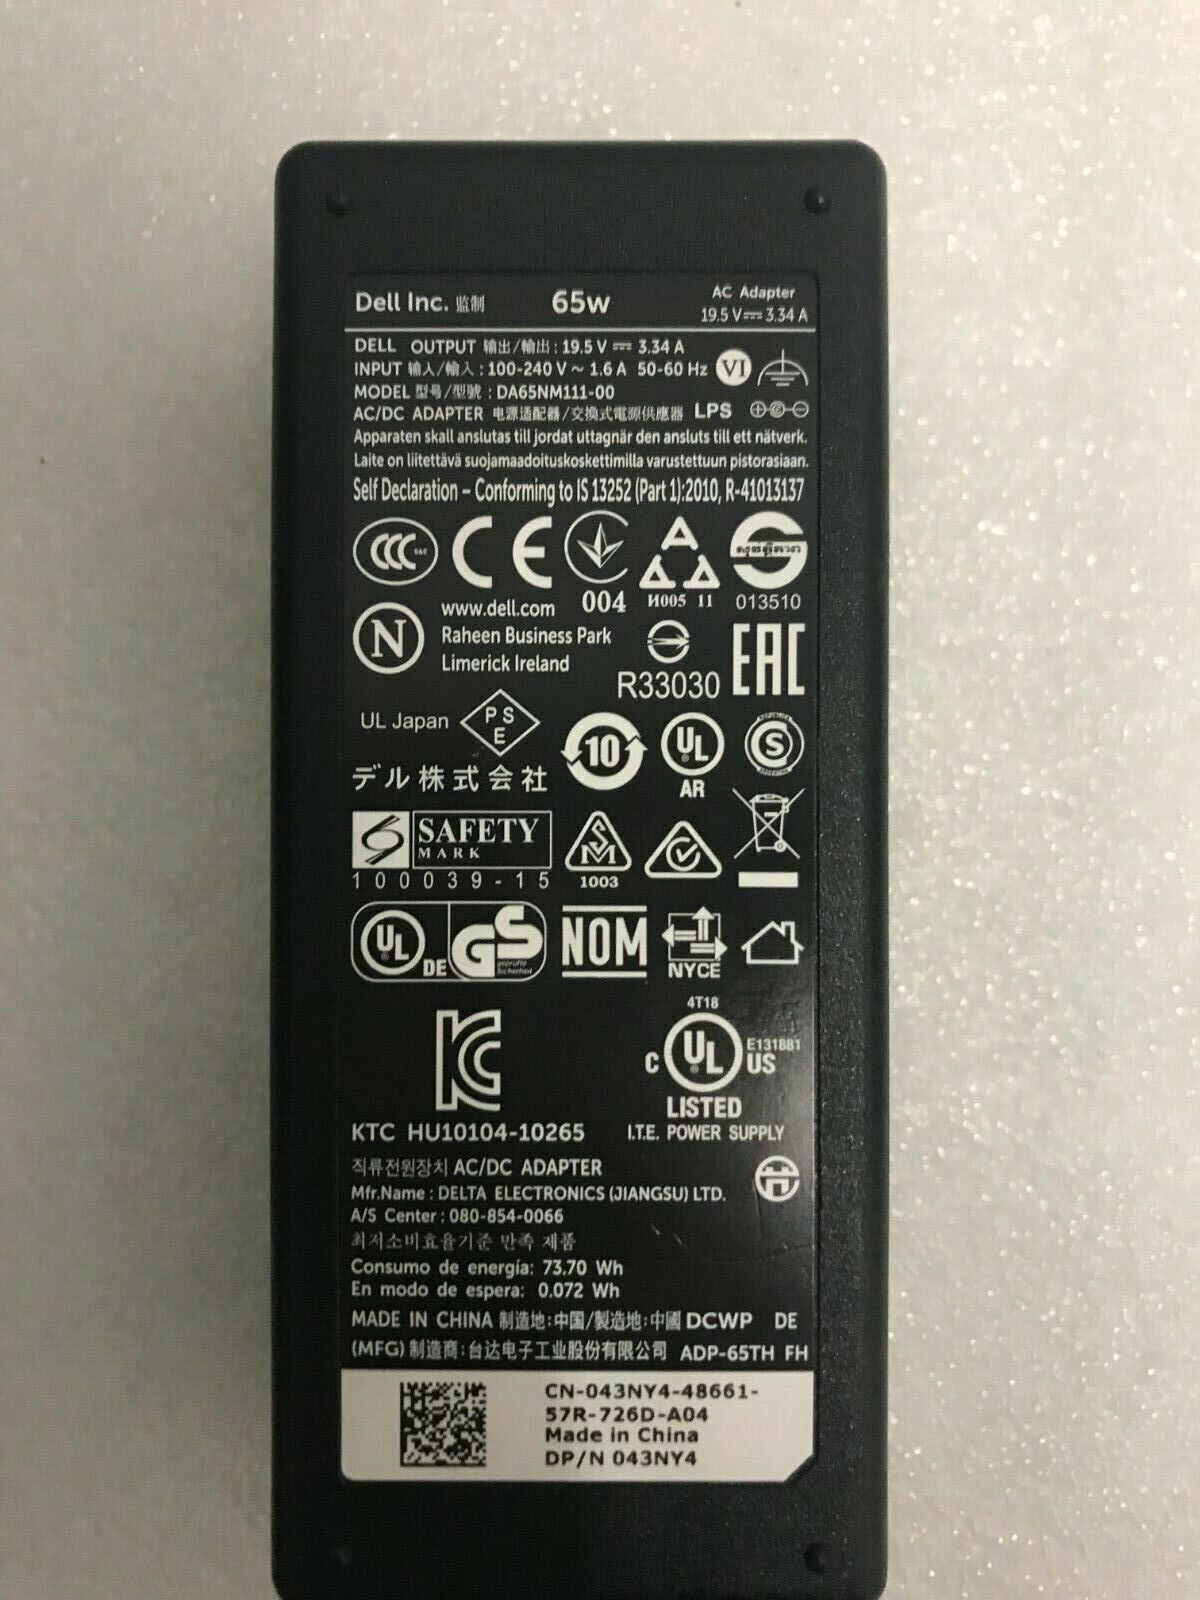 Dell Inc. 监制 65w AC Adapter
19.5 V⎓ 3.34 A
DELL OUTPUT 输出/輸出 : 19.5 V ⎓ 3.34 A
INPUT 输入/輸入 : 100-240 V ~ 1.6 A 50-60 Hz VI
MODEL 型号/型號 : DA65NM111-00
AC/DC ADAPTER 电源适配器/交換式電源供應器 LPS
Apparaten skall anslutas till jordat uttagnär den ansluts till ett nätverk.
Laite on liitettävä suojamaadoituskoskettimilla varustettuun pistorasiaan.
Self Declaration – Conforming to IS 13252 (Part 1):2010, R-41013137
CCC S&E CE
004 И005 11 013510
N www.dell.com
Raheen Business Park
Limerick Ireland
R33030 EAC
UL Japan PSE 10 UL AR S
デル株式会社
SAFETY
MARK
100039-15 1003
UL DE GS geprüfte Sicherheit NOM NYCE
KC 4T18
C UL US E131881
LISTED
KTC HU10104-10265 I.T.E. POWER SUPPLY
직류전원장치 AC/DC ADAPTER
Mfr.Name : DELTA ELECTRONICS (JIANGSU) LTD.
A/S Center : 080-854-0066
최저소비효율기준 만족 제품
Consumo de energía: 73.70 Wh
En modo de espera: 0.072 Wh
MADE IN CHINA 制造地:中国/製造地:中國 DCWP DE
(MFG) 制造商:台达电子工业股份有限公司 ADP-65TH FH
CN-043NY4-48661-
57R-726D-A04
Made in China
DP/N 043NY4